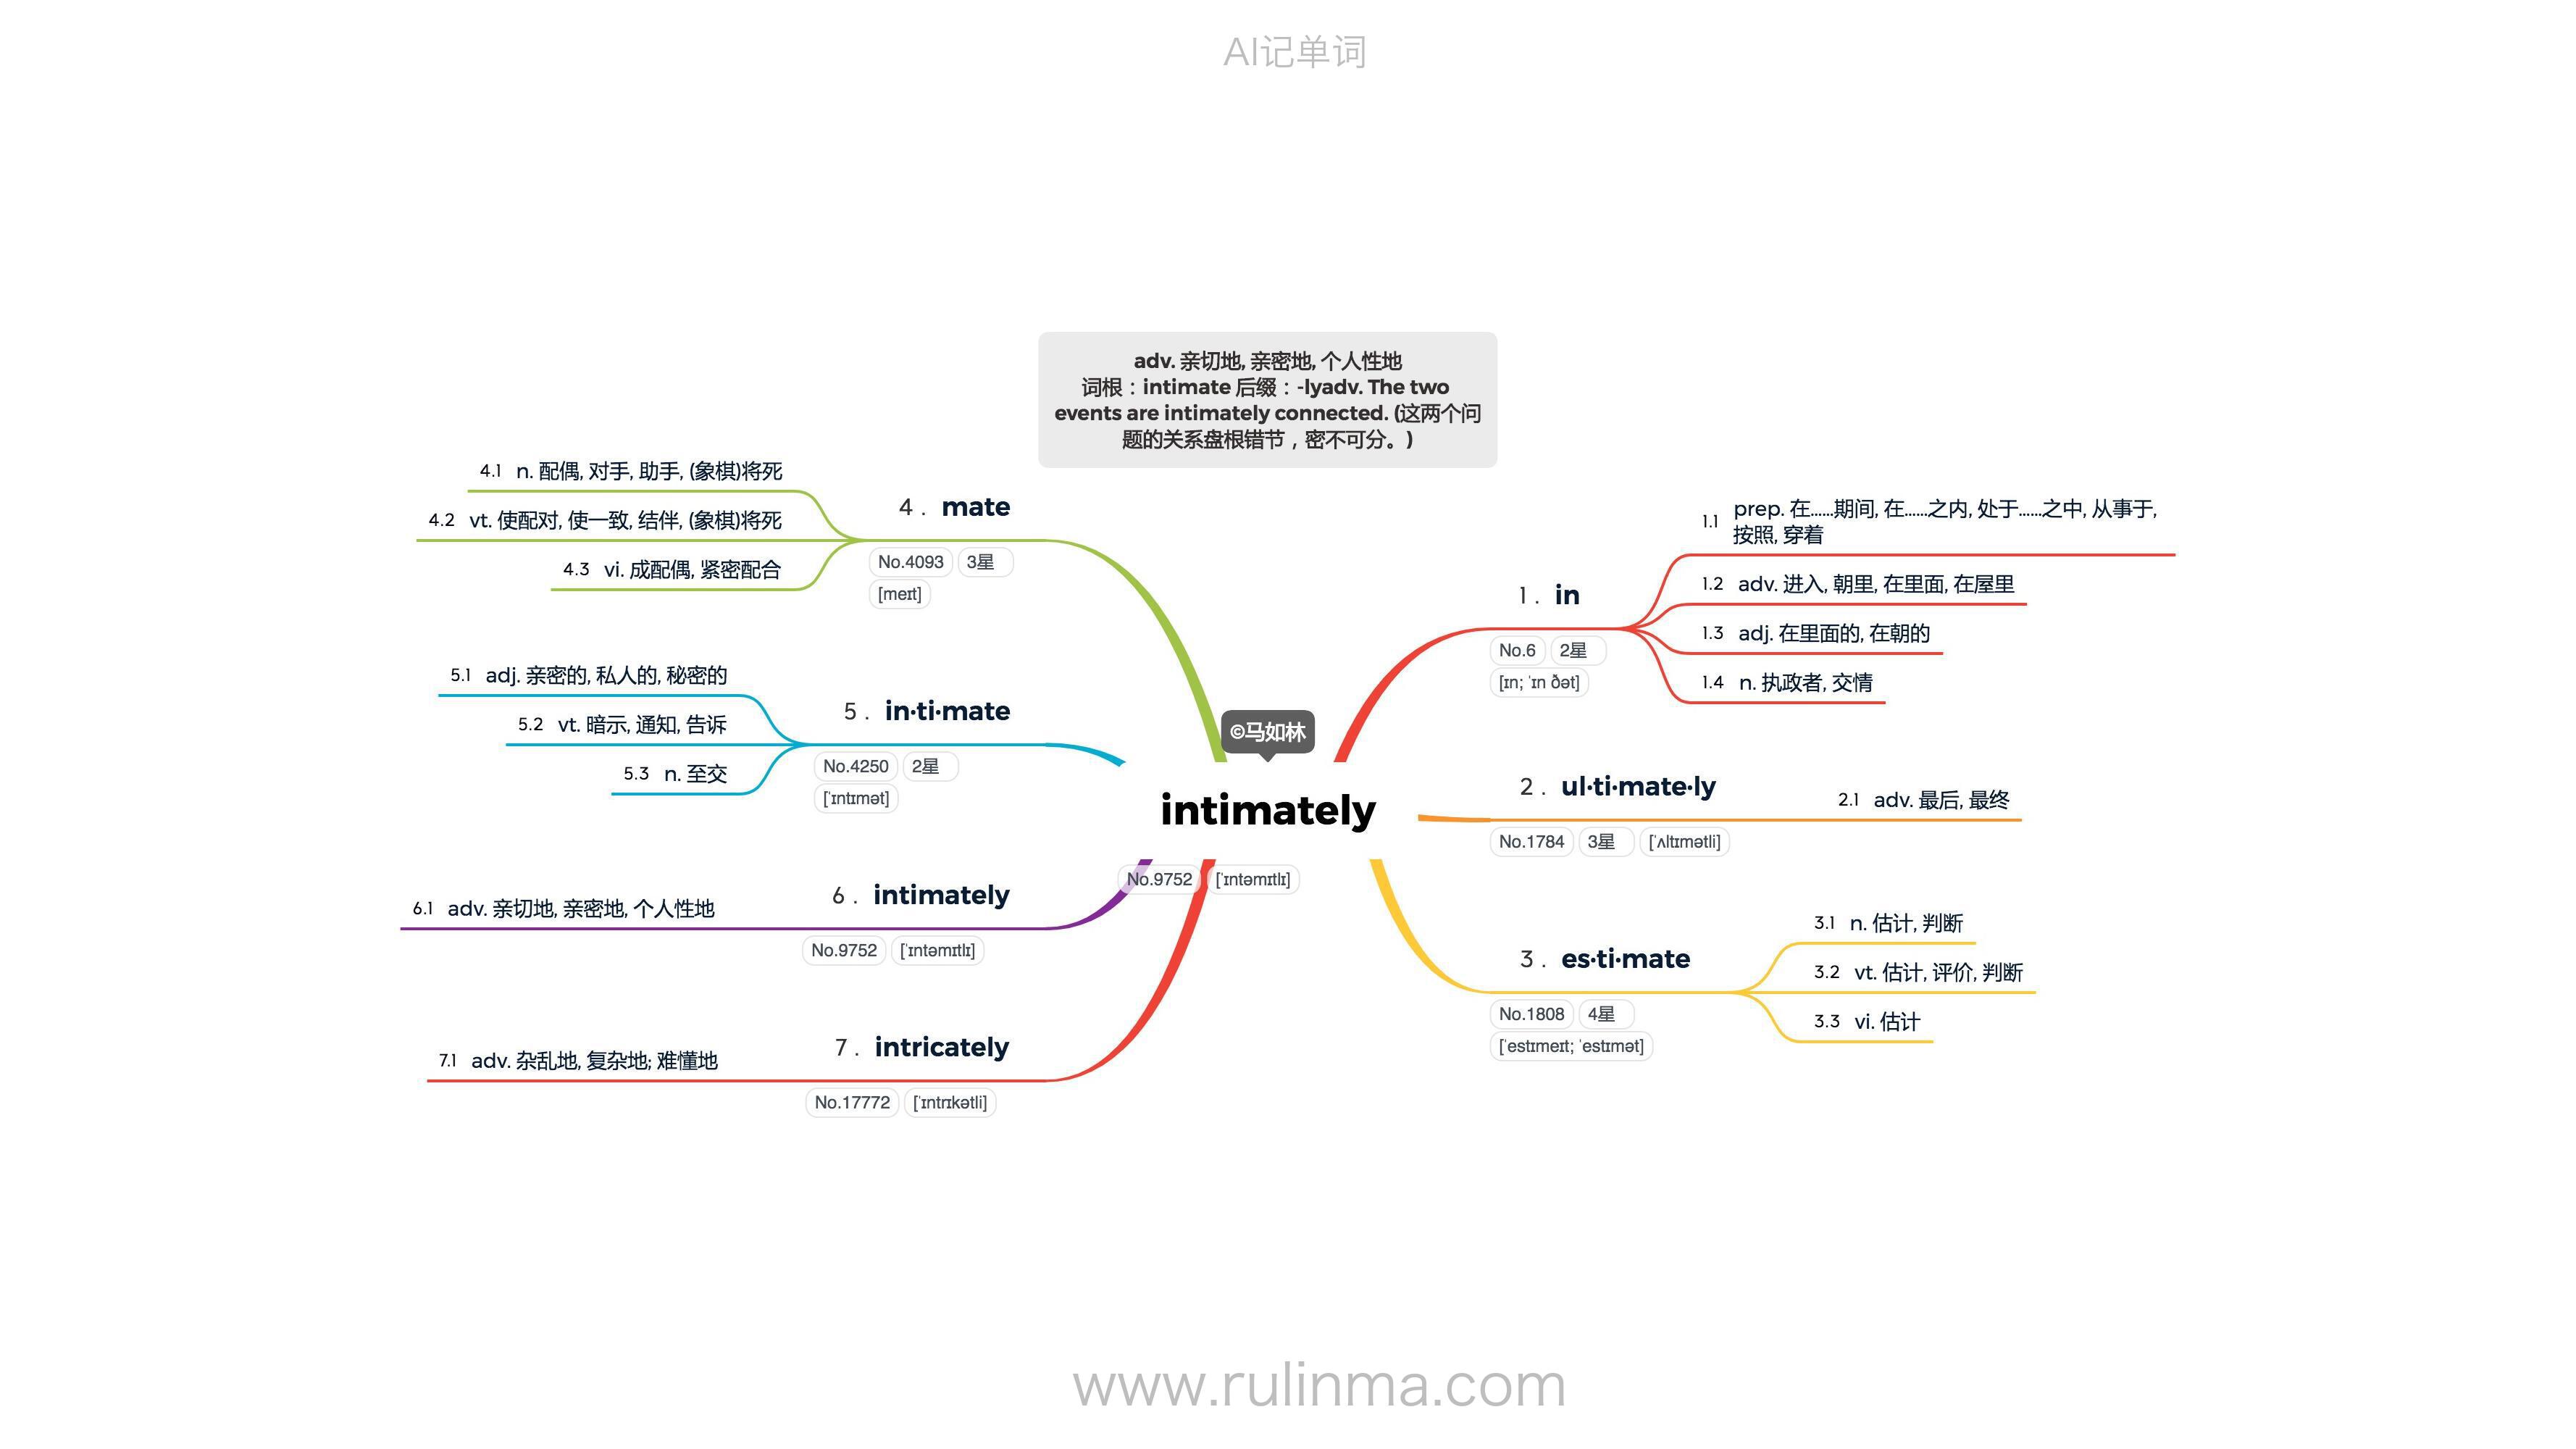 AI记单词
adv. 亲切地, 亲密地, 个人性地
词根：intimate 后缀：-lyadv. The two
events are intimately connected. (这两个问
题的关系盘根错节，密不可分。)
©马如林
intimately
No.9752 [ˈɪntəmɪtlɪ]
1. in
No.6 2星
[ɪn; ˈɪn ðət]
1.1 prep. 在……期间, 在……之内, 处于……之中, 从事于,
按照, 穿着
1.2 adv. 进入, 朝里, 在里面, 在屋里
1.3 adj. 在里面的, 在朝的
1.4 n. 执政者, 交情
2. ul·ti·mate·ly
No.1784 3星 [ˈʌltɪmətli]
2.1 adv. 最后, 最终
3. es·ti·mate
No.1808 4星
[ˈestɪmeɪt; ˈestɪmət]
3.1 n. 估计, 判断
3.2 vt. 估计, 评价, 判断
3.3 vi. 估计
4. mate
No.4093 3星
[meɪt]
4.1 n. 配偶, 对手, 助手, (象棋)将死
4.2 vt. 使配对, 使一致, 结伴, (象棋)将死
4.3 vi. 成配偶, 紧密配合
5. in·ti·mate
No.4250 2星
[ˈɪntɪmət]
5.1 adj. 亲密的, 私人的, 秘密的
5.2 vt. 暗示, 通知, 告诉
5.3 n. 至交
6. intimately
No.9752 [ˈɪntəmɪtlɪ]
6.1 adv. 亲切地, 亲密地, 个人性地
7. intricately
No.17772 [ˈɪntrɪkətli]
7.1 adv. 杂乱地, 复杂地; 难懂地
www.rulinma.com